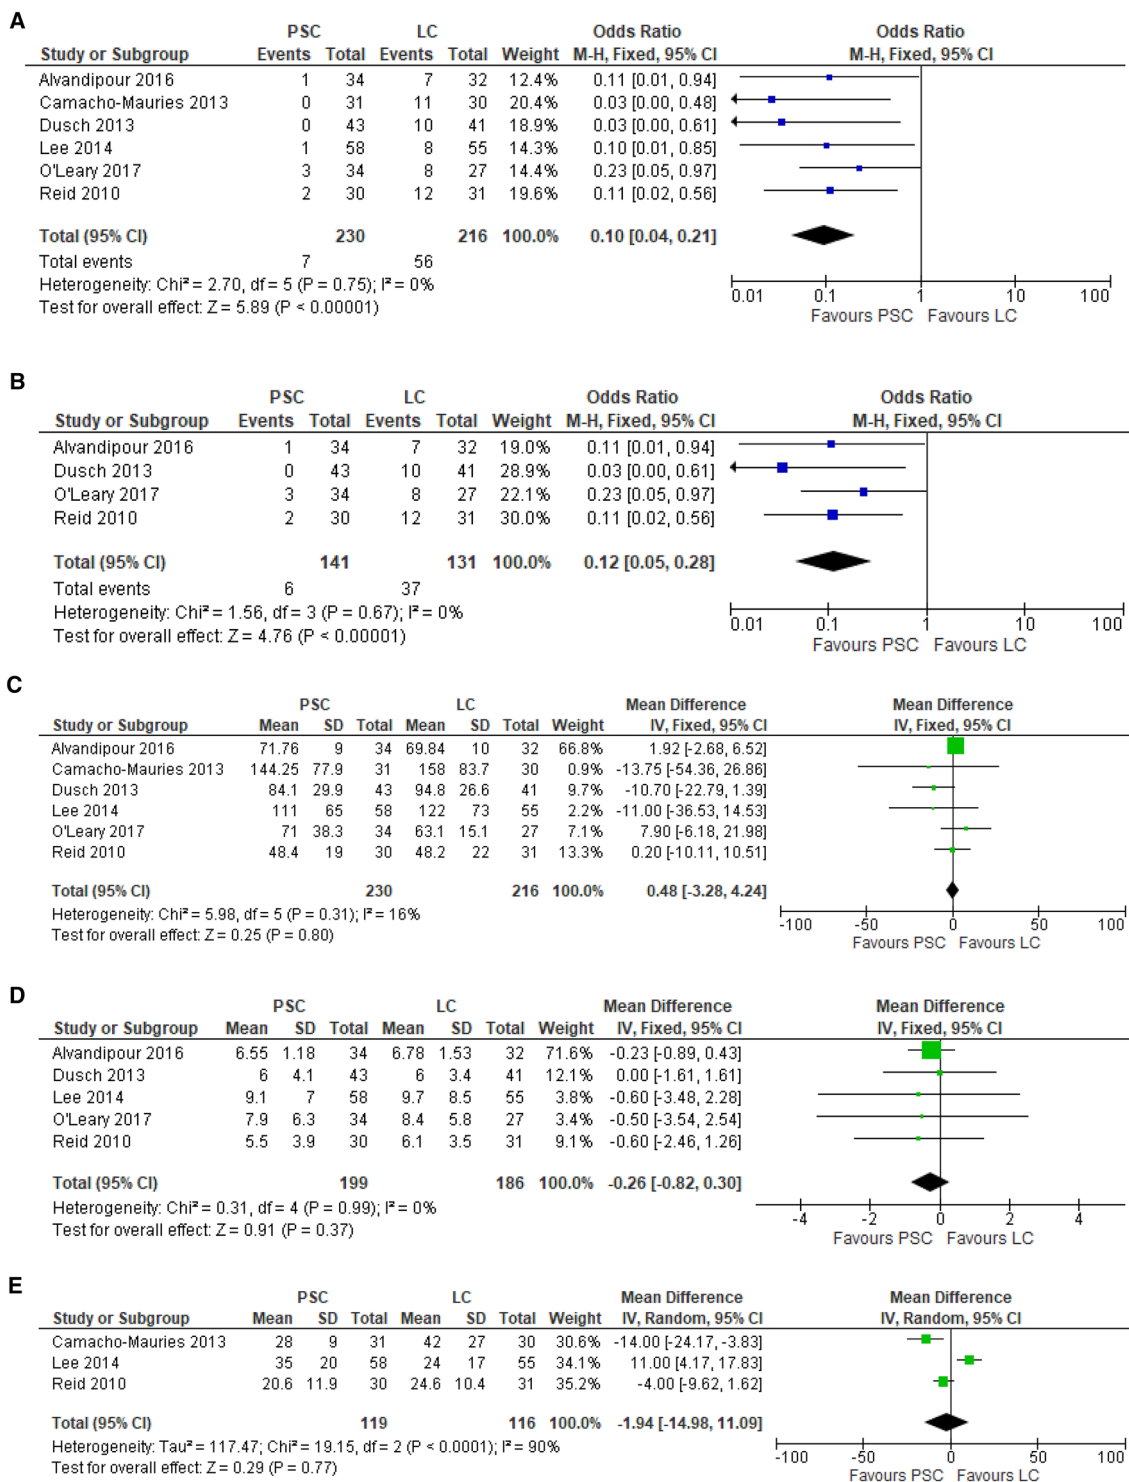 A
PSC LC Odds Ratio Odds Ratio
Study or Subgroup Events Total Events Total Weight M-H, Fixed, 95% CI M-H, Fixed, 95% CI
Alvandipour 2016 1 34 7 32 12.4% 0.11 [0.01, 0.94]
Camacho-Mauries 2013 0 31 11 30 20.4% 0.03 [0.00, 0.48]
Dusch 2013 0 43 10 41 18.9% 0.03 [0.00, 0.61]
Lee 2014 1 58 8 55 14.3% 0.10 [0.01, 0.85]
O'Leary 2017 3 34 8 27 14.4% 0.23 [0.05, 0.97]
Reid 2010 2 30 12 31 19.6% 0.11 [0.02, 0.56]
Total (95% CI) 230 216 100.0% 0.10 [0.04, 0.21]
Total events 7 56
Heterogeneity: Chi² = 2.70, df = 5 (P = 0.75); I² = 0%
Test for overall effect: Z = 5.89 (P < 0.00001)
0.01 0.1 1 10 100
Favours PSC Favours LC
B
PSC LC Odds Ratio Odds Ratio
Study or Subgroup Events Total Events Total Weight M-H, Fixed, 95% CI M-H, Fixed, 95% CI
Alvandipour 2016 1 34 7 32 19.0% 0.11 [0.01, 0.94]
Dusch 2013 0 43 10 41 28.9% 0.03 [0.00, 0.61]
O'Leary 2017 3 34 8 27 22.1% 0.23 [0.05, 0.97]
Reid 2010 2 30 12 31 30.0% 0.11 [0.02, 0.56]
Total (95% CI) 141 131 100.0% 0.12 [0.05, 0.28]
Total events 6 37
Heterogeneity: Chi² = 1.56, df = 3 (P = 0.67); I² = 0%
Test for overall effect: Z = 4.76 (P < 0.00001)
0.01 0.1 1 10 100
Favours PSC Favours LC
C
PSC LC Mean Difference Mean Difference
Study or Subgroup Mean SD Total Mean SD Total Weight IV, Fixed, 95% CI IV, Fixed, 95% CI
Alvandipour 2016 71.76 9 34 69.84 10 32 66.8% 1.92 [-2.68, 6.52]
Camacho-Mauries 2013 144.25 77.9 31 158 83.7 30 0.9% -13.75 [-54.36, 26.86]
Dusch 2013 84.1 29.9 43 94.8 26.6 41 9.7% -10.70 [-22.79, 1.39]
Lee 2014 111 65 58 122 73 55 2.2% -11.00 [-36.53, 14.53]
O'Leary 2017 71 38.3 34 63.1 15.1 27 7.1% 7.90 [-6.18, 21.98]
Reid 2010 48.4 19 30 48.2 22 31 13.3% 0.20 [-10.11, 10.51]
Total (95% CI) 230 216 100.0% 0.48 [-3.28, 4.24]
Heterogeneity: Chi² = 5.98, df = 5 (P = 0.31); I² = 16%
Test for overall effect: Z = 0.25 (P = 0.80)
-100 -50 0 50 100
Favours PSC Favours LC
D
PSC LC Mean Difference Mean Difference
Study or Subgroup Mean SD Total Mean SD Total Weight IV, Fixed, 95% CI IV, Fixed, 95% CI
Alvandipour 2016 6.55 1.18 34 6.78 1.53 32 71.6% -0.23 [-0.89, 0.43]
Dusch 2013 6 4.1 43 6 3.4 41 12.1% 0.00 [-1.61, 1.61]
Lee 2014 9.1 7 58 9.7 8.5 55 3.8% -0.60 [-3.48, 2.28]
O'Leary 2017 7.9 6.3 34 8.4 5.8 27 3.4% -0.50 [-3.54, 2.54]
Reid 2010 5.5 3.9 30 6.1 3.5 31 9.1% -0.60 [-2.46, 1.26]
Total (95% CI) 199 186 100.0% -0.26 [-0.82, 0.30]
Heterogeneity: Chi² = 0.31, df = 4 (P = 0.99); I² = 0%
Test for overall effect: Z = 0.91 (P = 0.37)
-4 -2 0 2 4
Favours PSC Favours LC
E
PSC LC Mean Difference Mean Difference
Study or Subgroup Mean SD Total Mean SD Total Weight IV, Random, 95% CI IV, Random, 95% CI
Camacho-Mauries 2013 28 9 31 42 27 30 30.6% -14.00 [-24.17, -3.83]
Lee 2014 35 20 58 24 17 55 34.1% 11.00 [4.17, 17.83]
Reid 2010 20.6 11.9 30 24.6 10.4 31 35.2% -4.00 [-9.62, 1.62]
Total (95% CI) 119 116 100.0% -1.94 [-14.98, 11.09]
Heterogeneity: Tau² = 117.47; Chi² = 19.15, df = 2 (P < 0.0001); I² = 90%
Test for overall effect: Z = 0.29 (P = 0.77)
-100 -50 0 50 100
Favours PSC Favours LC